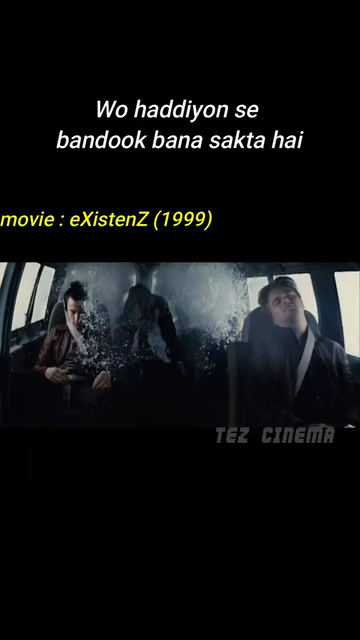 Wo haddiyon se
bandook bana sakta hai
movie : eXistenZ (1999)
TEZ CINEMA